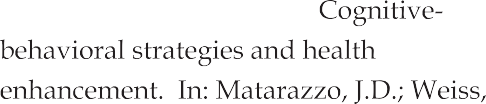 Cognitive-
behavioral strategies and health
enhancement. In: Matarazzo, J.D.; Weiss,